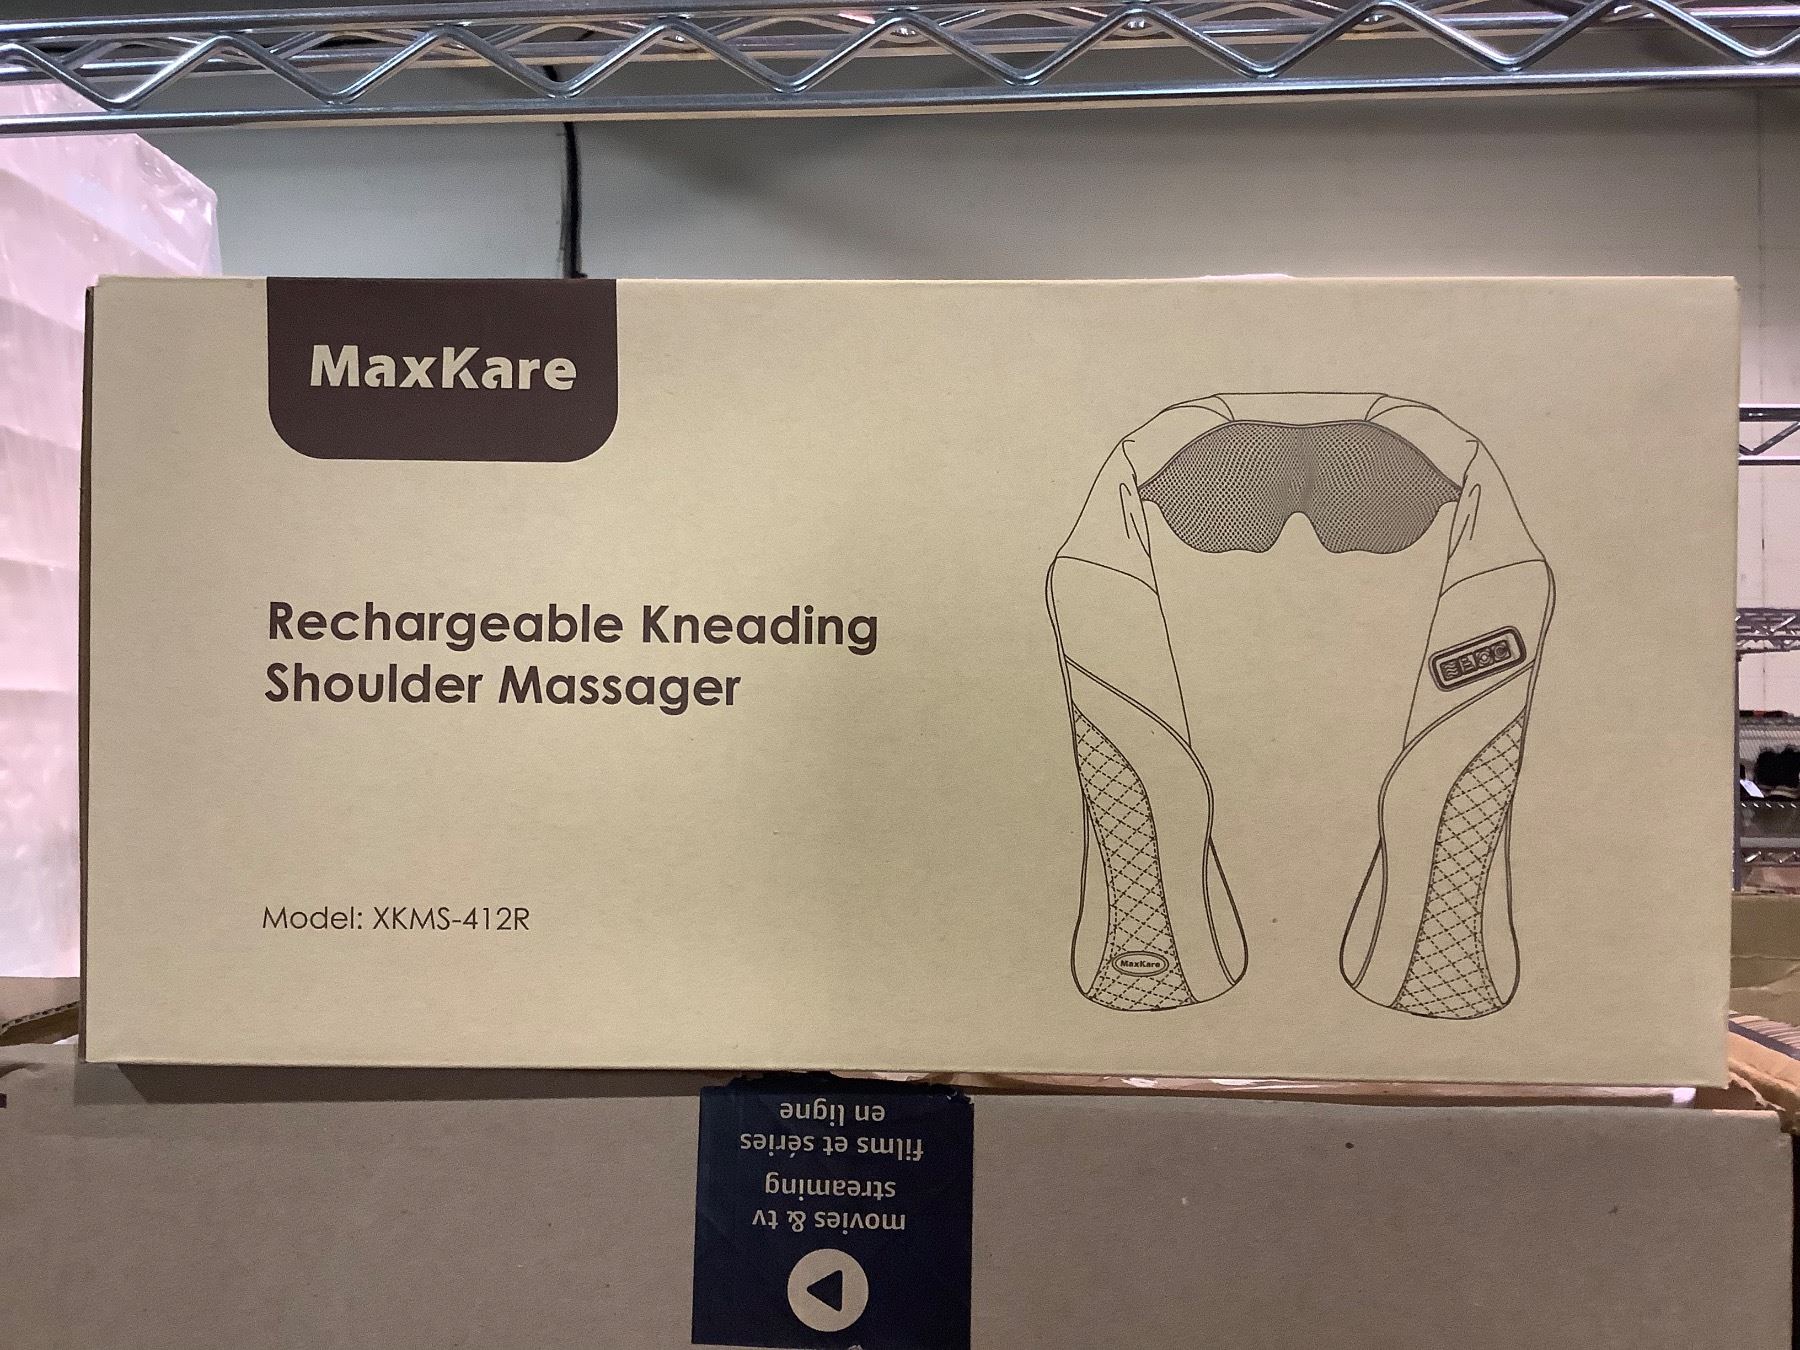 MaxKare
Rechargeable Kneading
Shoulder Massager
Model: XKMS-412R
MaxKare
movies & tv
streaming
films et séries
en ligne